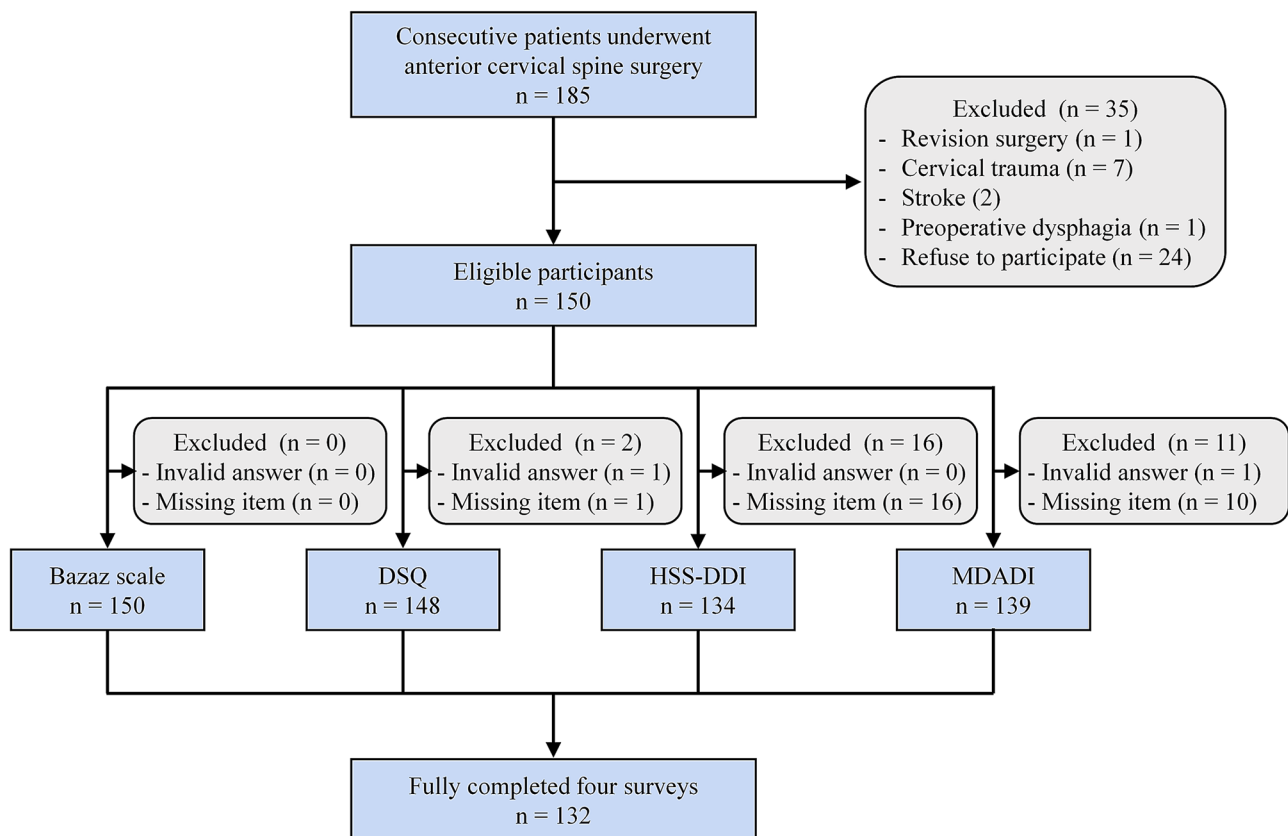 Consecutive patients underwent
anterior cervical spine surgery
n = 185
Excluded (n = 35)
- Revision surgery (n = 1)
- Cervical trauma (n = 7)
- Stroke (2)
- Preoperative dysphagia (n = 1)
- Refuse to participate (n = 24)
Eligible participants
n = 150
Excluded (n = 0)
- Invalid answer (n = 0)
- Missing item (n = 0)
Excluded (n = 2)
- Invalid answer (n = 1)
- Missing item (n = 1)
Excluded (n = 16)
- Invalid answer (n = 0)
- Missing item (n = 16)
Excluded (n = 11)
- Invalid answer (n = 1)
- Missing item (n = 10)
Bazaz scale
n = 150
DSQ
n = 148
HSS-DDI
n = 134
MDADI
n = 139
Fully completed four surveys
n = 132